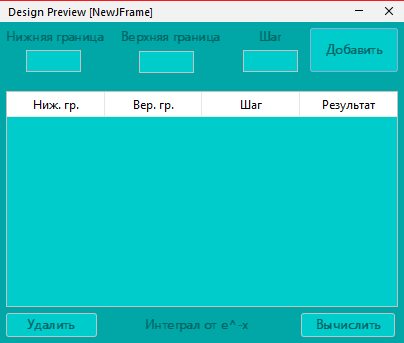 Design Preview [NewJFrame]
Нижняя граница Верхняя граница Шаг Добавить
Ниж. гр. Вер. гр. Шаг Результат
Удалить Интеграл от e^-x Вычислить